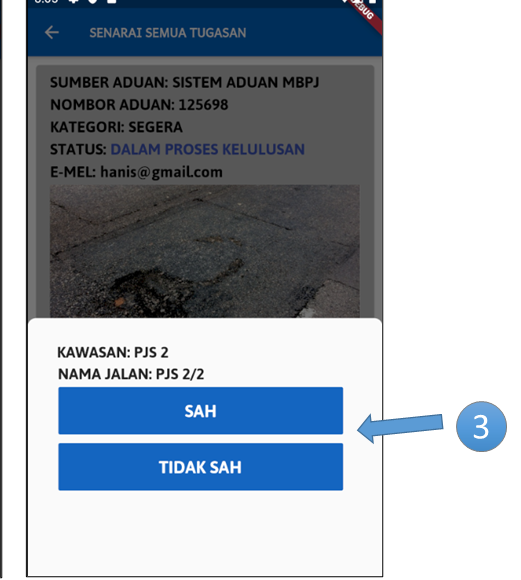 SENARAI SEMUA TUGASAN
SUMBER ADUAN: SISTEM ADUAN MBPJ
NOMBOR ADUAN: 125698
KATEGORI: SEGERA
STATUS: DALAM PROSES KELULUSAN
E-MEL: hanis@gmail.com
KAWASAN: PJS 2
NAMA JALAN: PJS 2/2
SAH
3
TIDAK SAH